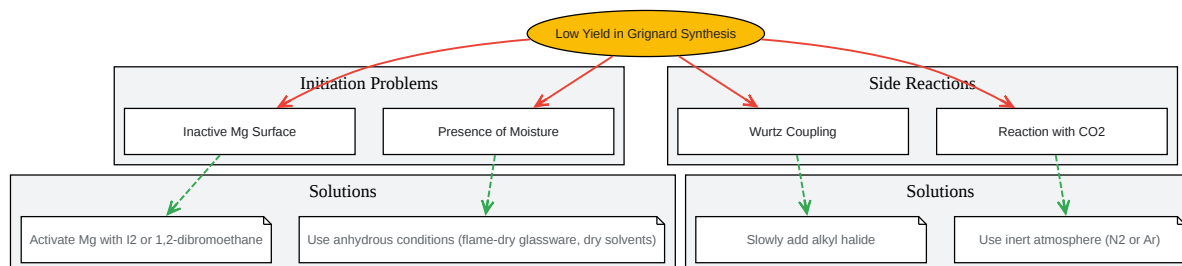 Low Yield in Grignard Synthesis
Initiation Problems
Side Reactions
Inactive Mg Surface
Presence of Moisture
Wurtz Coupling
Reaction with CO2
Solutions
Solutions
Activate Mg with I2 or 1,2-dibromoethane
Use anhydrous conditions (flame-dry glassware, dry solvents)
Slowly add alkyl halide
Use inert atmosphere (N2 or Ar)